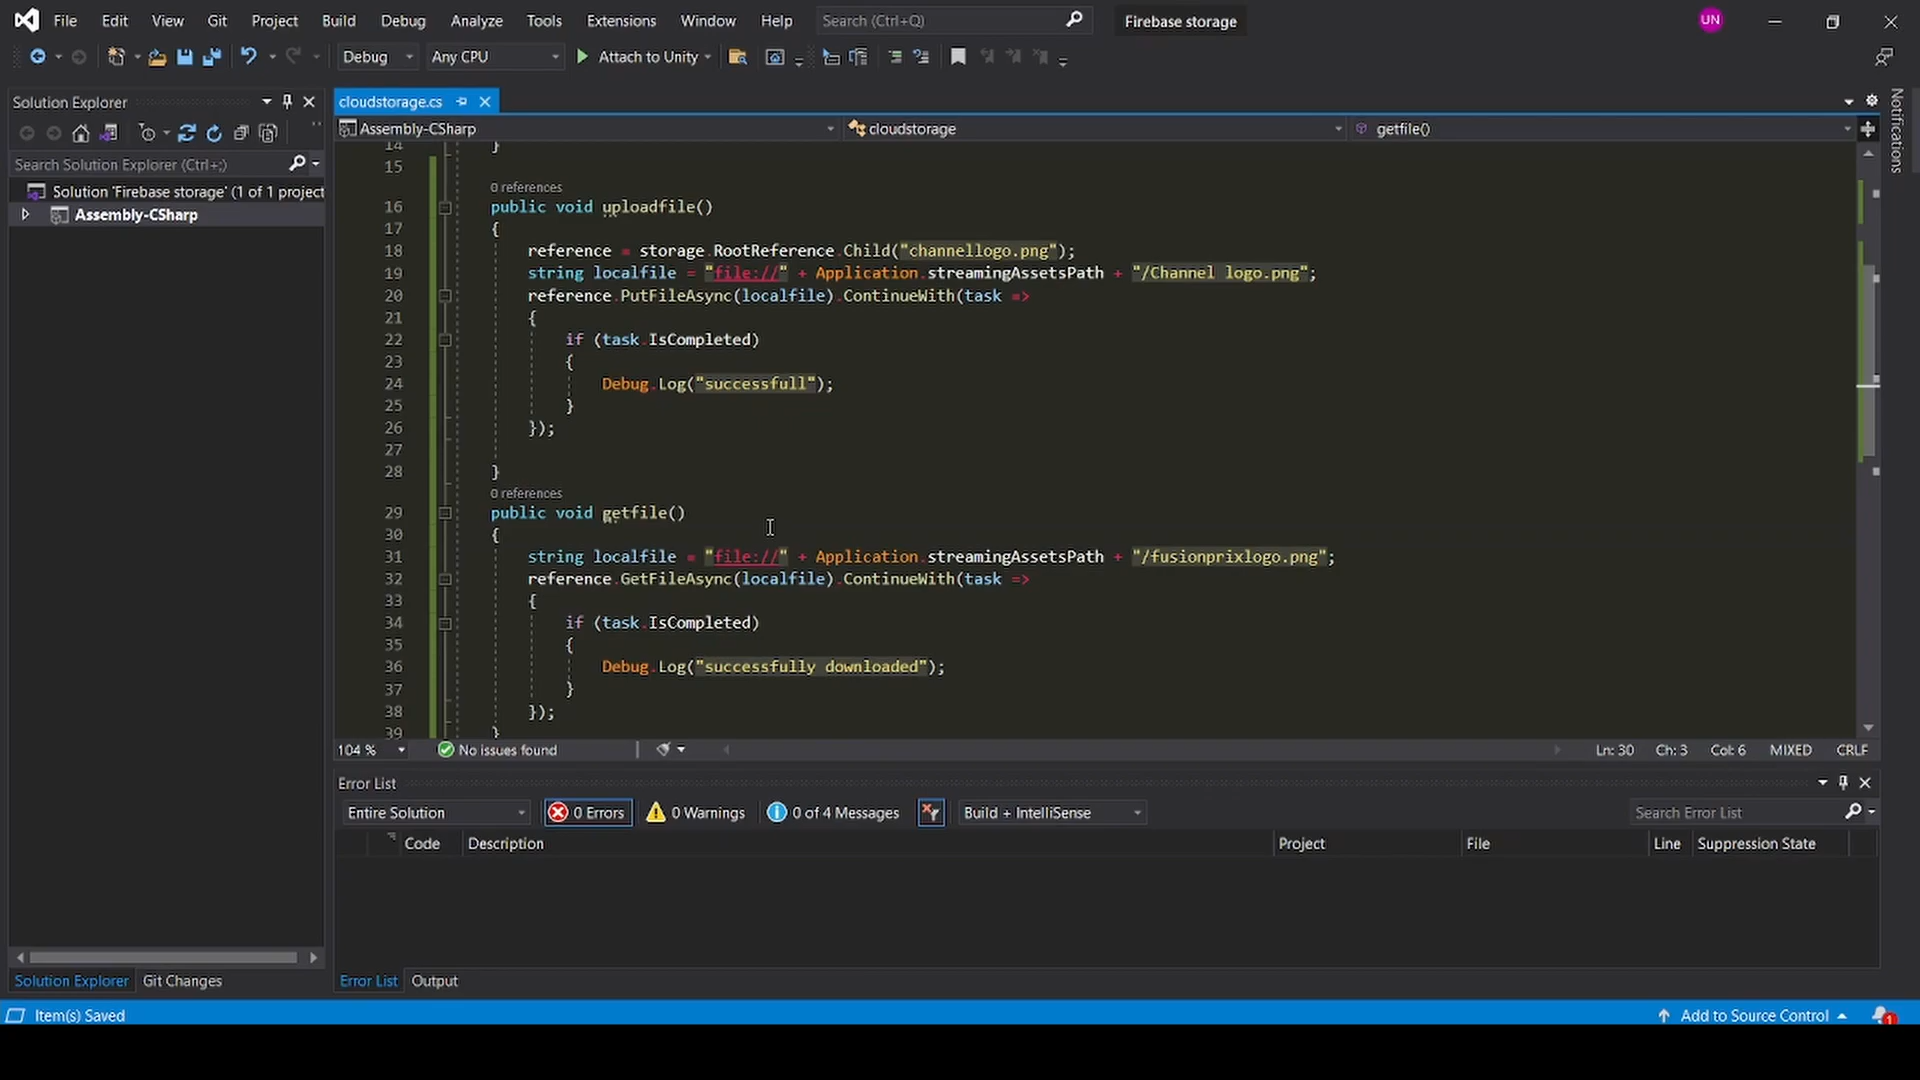 File Edit View Git Project Build Debug Analyze Tools Extensions Window Help Search (Ctrl+Q) Firebase storage UN
Debug Any CPU Attach to Unity
Solution Explorer
Search Solution Explorer (Ctrl+;)
Solution 'Firebase storage' (1 of 1 project
Assembly-CSharp
cloudstorage.cs
Assembly-CSharp cloudstorage getfile()
14 }
15
0 references
16 public void uploadfile()
17 {
18 reference = storage.RootReference.Child("channellogo.png");
19 string localfile = "file://" + Application.streamingAssetsPath + "/Channel logo.png";
20 reference.PutFileAsync(localfile).ContinueWith(task =>
21 {
22 if (task.IsCompleted)
23 {
24 Debug.Log("successfull");
25 }
26 });
27
28 }
0 references
29 public void getfile()
30 {
31 string localfile = "file://" + Application.streamingAssetsPath + "/fusionprixlogo.png";
32 reference.GetFileAsync(localfile).ContinueWith(task =>
33 {
34 if (task.IsCompleted)
35 {
36 Debug.Log("successfully downloaded");
37 }
38 });
39 }
104 % No issues found Ln: 30 Ch: 3 Col: 6 MIXED CRLF
Error List
Entire Solution 0 Errors 0 Warnings 0 of 4 Messages Build + IntelliSense Search Error List
Code Description Project File Line Suppression State
Solution Explorer Git Changes Error List Output
Item(s) Saved Add to Source Control 1
Notifications